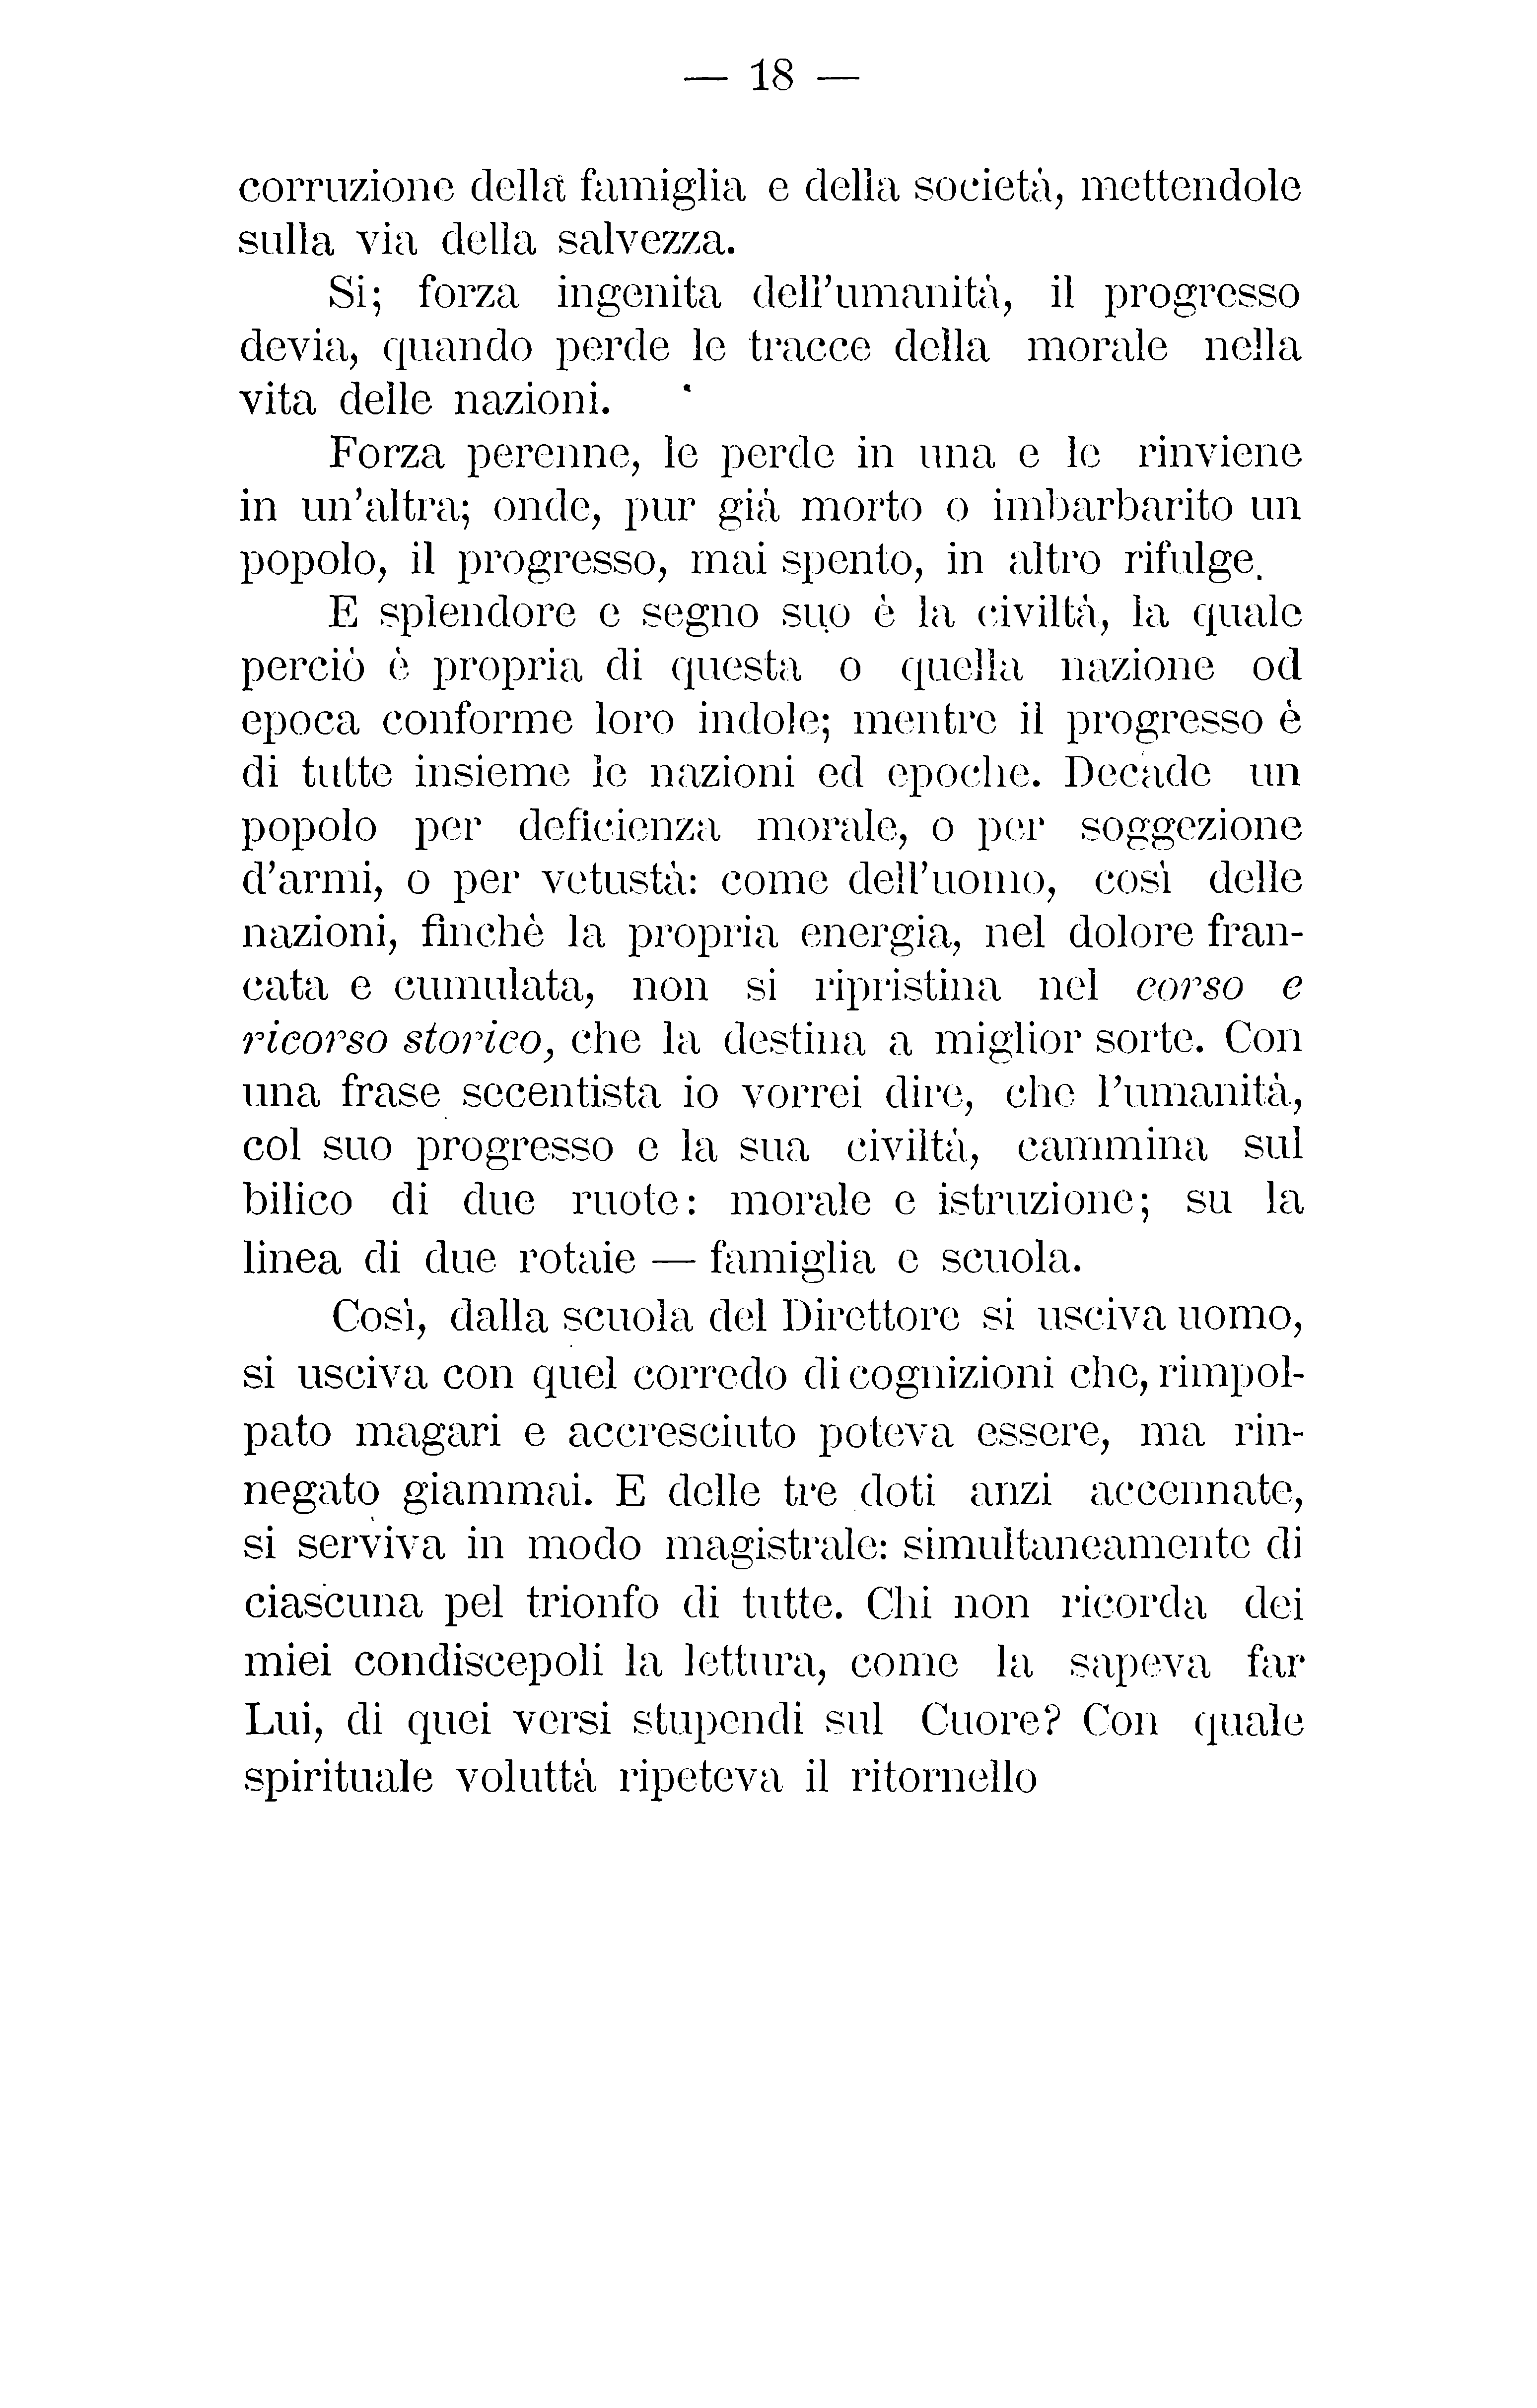 — 18 —
corruzione della famiglia e della società, mettendole
sulla via della salvezza.
Si; forza ingenita dell'umanità, il progresso
devia, quando perde le tracce della morale nella
vita delle nazioni.
Forza perenne, le perde in una e le rinviene
in un'altra; onde, pur già morto o imbarbarito un
popolo, il progresso, mai spento, in altro rifulge.
E splendore e segno suo è la civiltà, la quale
perciò è propria di questa o quella nazione od
epoca conforme loro indole; mentre il progresso è
di tutte insieme le nazioni ed epoche. Decade un
popolo per deficienza morale, o per soggezione
d'armi, o per vetustà: come dell'uomo, così delle
nazioni, finchè la propria energia, nel dolore fran-
cata e cumulata, non si ripristina nel corso e
ricorso storico, che la destina a miglior sorte. Con
una frase secentista io vorrei dire, che l'umanità,
col suo progresso e la sua civiltà, cammina sul
bilico di due ruote: morale e istruzione; su la
linea di due rotaie — famiglia e scuola.
Così, dalla scuola del Direttore si usciva uomo,
si usciva con quel corredo di cognizioni che, rimpol-
pato magari e accresciuto poteva essere, ma rin-
negato giammai. E delle tre doti anzi accennate,
si serviva in modo magistrale: simultaneamente di
ciascuna pel trionfo di tutte. Chi non ricorda dei
miei condiscepoli la lettura, come la sapeva far
Lui, di quei versi stupendi sul Cuore? Con quale
spirituale voluttà ripeteva il ritornello